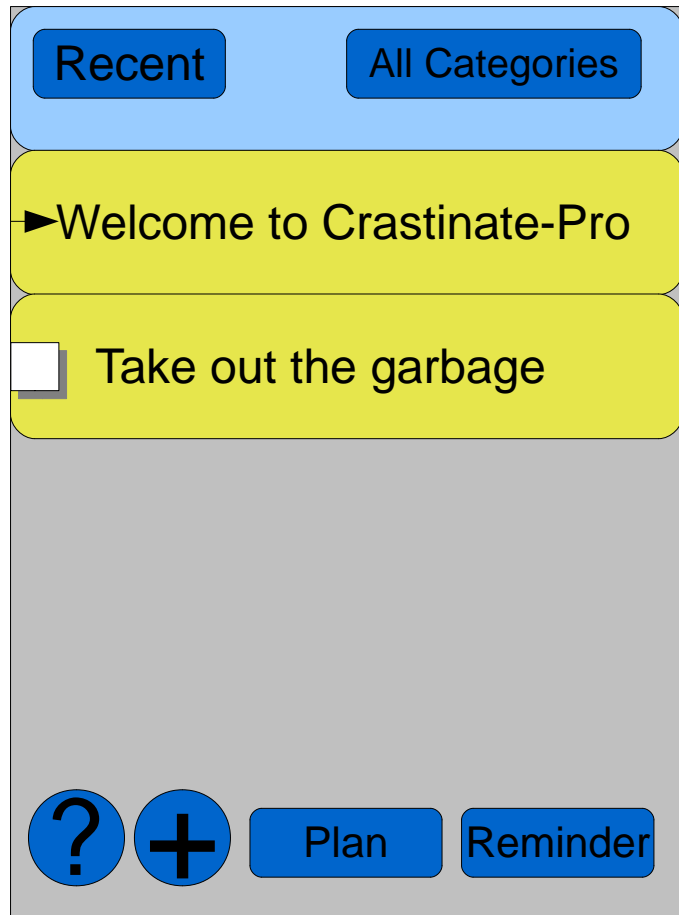 Recent All Categories
Welcome to Crastinate-Pro
Take out the garbage
? + Plan Reminder